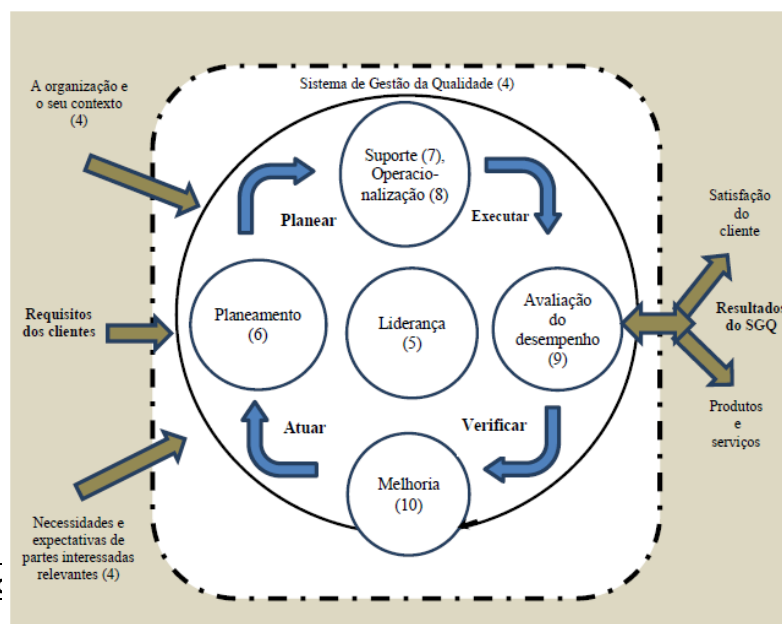 Sistema de Gestão da Qualidade (4)
A organização e
o seu contexto
(4)
Suporte (7),
Operacio-
nalização (8)
Planear
Executar
Satisfação
do
cliente
Requisitos
dos clientes
Planeamento
(6)
Liderança
(5)
Avaliação
do
desempenho
(9)
Resultados
do SGQ
Atuar
Verificar
Produtos
e
serviços
Melhoria
(10)
Necessidades e
expectativas de
partes interessadas
relevantes (4)